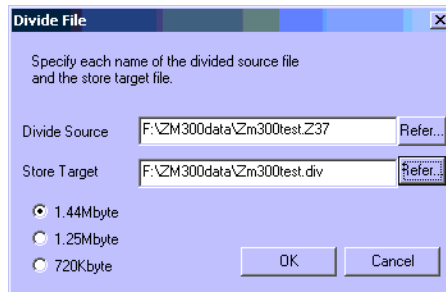 Divide File
Specify each name of the divided source file
and the store target file.
Divide Source F:\ZM300data\Zm300test.Z37 Refer...
Store Target F:\ZM300data\Zm300test.div Refer...
1.44Mbyte
1.25Mbyte
720Kbyte
OK Cancel